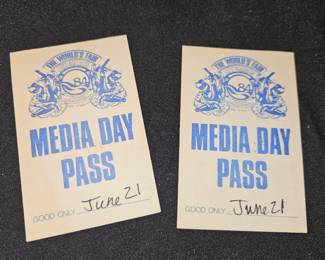 THE WORLD'S FAIR
84
MEDIA DAY
PASS
GOOD ONLY June 21
THE WORLD'S FAIR
84
MEDIA DAY
PASS
GOOD ONLY June 21